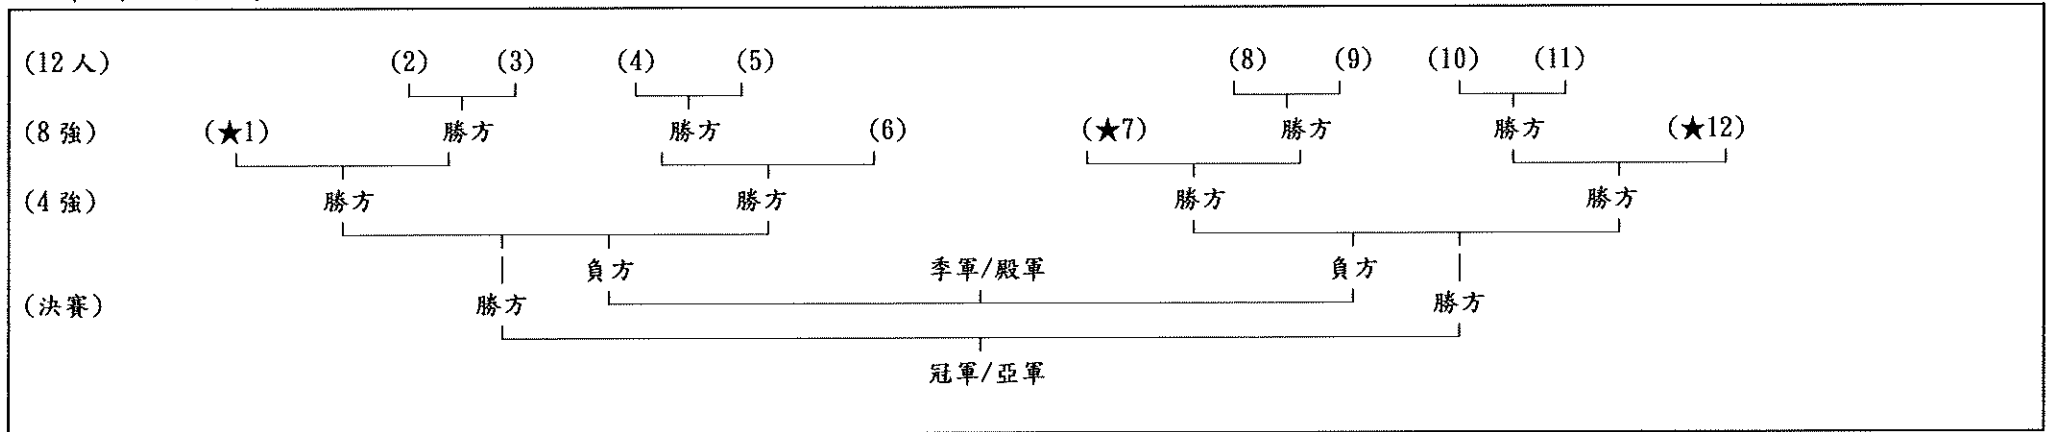 (12人) (2) (3) (4) (5) (8) (9) (10) (11)
(8強) (★1) 勝方 勝方 (6) (★7) 勝方 勝方 (★12)
(4強) 勝方 勝方 勝方 勝方
負方 季軍/殿軍 負方
(決賽) 勝方 勝方
冠軍/亞軍